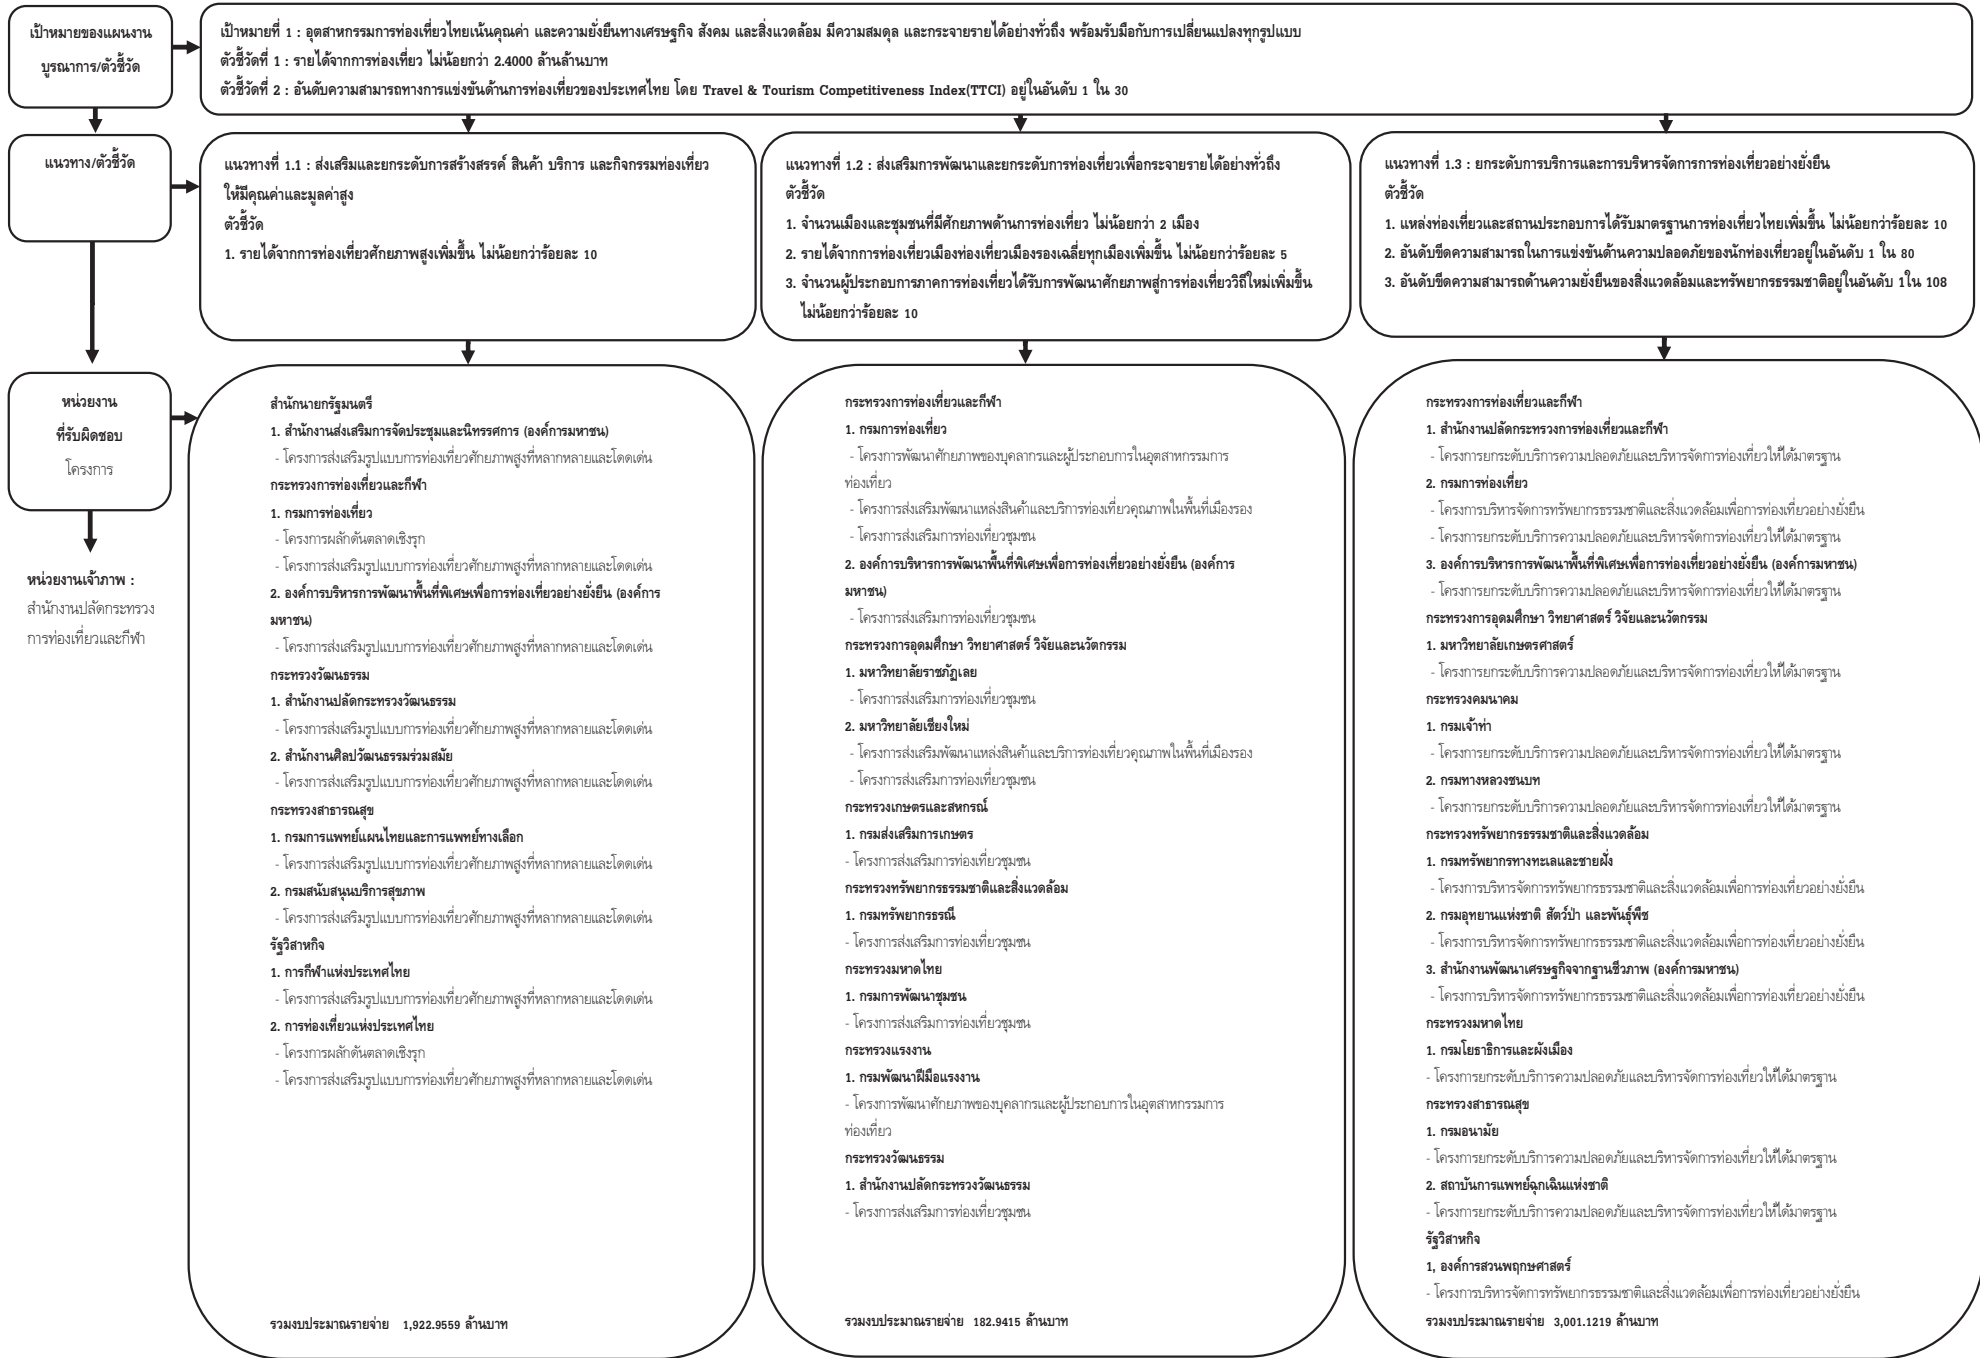 เป้าหมายของแผนงาน
บูรณาการ/ตัวชี้วัด
เป้าหมายที่ 1 : อุตสาหกรรมการท่องเที่ยวไทยเน้นคุณค่า และความยั่งยืนทางเศรษฐกิจ สังคม และสิ่งแวดล้อม มีความสมดุล และกระจายรายได้อย่างทั่วถึง พร้อมรับมือกับการเปลี่ยนแปลงทุกรูปแบบ
ตัวชี้วัดที่ 1 : รายได้จากการท่องเที่ยว ไม่น้อยกว่า 2.4000 ล้านล้านบาท
ตัวชี้วัดที่ 2 : อันดับความสามารถทางการแข่งขันด้านการท่องเที่ยวของประเทศไทย โดย Travel & Tourism Competitiveness Index(TTCI) อยู่ในอันดับ 1 ใน 30
แนวทาง/ตัวชี้วัด
แนวทางที่ 1.1 : ส่งเสริมและยกระดับการสร้างสรรค์ สินค้า บริการ และกิจกรรมท่องเที่ยว
ให้มีคุณค่าและมูลค่าสูง
ตัวชี้วัด
1. รายได้จากการท่องเที่ยวศักยภาพสูงเพิ่มขึ้น ไม่น้อยกว่าร้อยละ 10
แนวทางที่ 1.2 : ส่งเสริมการพัฒนาและยกระดับการท่องเที่ยวเพื่อกระจายรายได้อย่างทั่วถึง
ตัวชี้วัด
1. จำนวนเมืองและชุมชนที่มีศักยภาพด้านการท่องเที่ยว ไม่น้อยกว่า 2 เมือง
2. รายได้จากการท่องเที่ยวเมืองท่องเที่ยวเมืองรองเฉลี่ยทุกเมืองเพิ่มขึ้น ไม่น้อยกว่าร้อยละ 5
3. จำนวนผู้ประกอบการภาคการท่องเที่ยวได้รับการพัฒนาศักยภาพสู่การท่องเที่ยววิถีใหม่เพิ่มขึ้น
ไม่น้อยกว่าร้อยละ 10
แนวทางที่ 1.3 : ยกระดับการบริการและการบริหารจัดการการท่องเที่ยวอย่างยั่งยืน
ตัวชี้วัด
1. แหล่งท่องเที่ยวและสถานประกอบการได้รับมาตรฐานการท่องเที่ยวไทยเพิ่มขึ้น ไม่น้อยกว่าร้อยละ 10
2. อันดับขีดความสามารถในการแข่งขันด้านความปลอดภัยของนักท่องเที่ยวอยู่ในอันดับ 1 ใน 80
3. อันดับขีดความสามารถด้านความยั่งยืนของสิ่งแวดล้อมและทรัพยากรธรรมชาติอยู่ในอันดับ 1ใน 108
หน่วยงาน
ที่รับผิดชอบ
โครงการ
หน่วยงานเจ้าภาพ :
สำนักงานปลัดกระทรวง
การท่องเที่ยวและกีฬา
สำนักนายกรัฐมนตรี
1. สำนักงานส่งเสริมการจัดประชุมและนิทรรศการ (องค์การมหาชน)
- โครงการส่งเสริมรูปแบบการท่องเที่ยวศักยภาพสูงที่หลากหลายและโดดเด่น
กระทรวงการท่องเที่ยวและกีฬา
1. กรมการท่องเที่ยว
- โครงการผลักดันตลาดเชิงรุก
- โครงการส่งเสริมรูปแบบการท่องเที่ยวศักยภาพสูงที่หลากหลายและโดดเด่น
2. องค์การบริหารการพัฒนาพื้นที่พิเศษเพื่อการท่องเที่ยวอย่างยั่งยืน (องค์การ
มหาชน)
- โครงการส่งเสริมรูปแบบการท่องเที่ยวศักยภาพสูงที่หลากหลายและโดดเด่น
กระทรวงวัฒนธรรม
1. สำนักงานปลัดกระทรวงวัฒนธรรม
- โครงการส่งเสริมรูปแบบการท่องเที่ยวศักยภาพสูงที่หลากหลายและโดดเด่น
2. สำนักงานศิลปวัฒนธรรมร่วมสมัย
- โครงการส่งเสริมรูปแบบการท่องเที่ยวศักยภาพสูงที่หลากหลายและโดดเด่น
กระทรวงสาธารณสุข
1. กรมการแพทย์แผนไทยและการแพทย์ทางเลือก
- โครงการส่งเสริมรูปแบบการท่องเที่ยวศักยภาพสูงที่หลากหลายและโดดเด่น
2. กรมสนับสนุนบริการสุขภาพ
- โครงการส่งเสริมรูปแบบการท่องเที่ยวศักยภาพสูงที่หลากหลายและโดดเด่น
รัฐวิสาหกิจ
1. การกีฬาแห่งประเทศไทย
- โครงการส่งเสริมรูปแบบการท่องเที่ยวศักยภาพสูงที่หลากหลายและโดดเด่น
2. การท่องเที่ยวแห่งประเทศไทย
- โครงการผลักดันตลาดเชิงรุก
- โครงการส่งเสริมรูปแบบการท่องเที่ยวศักยภาพสูงที่หลากหลายและโดดเด่น
รวมงบประมาณรายจ่าย 1,922.9559 ล้านบาท
กระทรวงการท่องเที่ยวและกีฬา
1. กรมการท่องเที่ยว
- โครงการพัฒนาศักยภาพของบุคลากรและผู้ประกอบการในอุตสาหกรรมการ
ท่องเที่ยว
- โครงการส่งเสริมพัฒนาแหล่งสินค้าและบริการท่องเที่ยวคุณภาพในพื้นที่เมืองรอง
- โครงการส่งเสริมการท่องเที่ยวชุมชน
2. องค์การบริหารการพัฒนาพื้นที่พิเศษเพื่อการท่องเที่ยวอย่างยั่งยืน (องค์การ
มหาชน)
- โครงการส่งเสริมการท่องเที่ยวชุมชน
กระทรวงการอุดมศึกษา วิทยาศาสตร์ วิจัยและนวัตกรรม
1. มหาวิทยาลัยราชภัฏเลย
- โครงการส่งเสริมการท่องเที่ยวชุมชน
2. มหาวิทยาลัยเชียงใหม่
- โครงการส่งเสริมพัฒนาแหล่งสินค้าและบริการท่องเที่ยวคุณภาพในพื้นที่เมืองรอง
- โครงการส่งเสริมการท่องเที่ยวชุมชน
กระทรวงเกษตรและสหกรณ์
1. กรมส่งเสริมการเกษตร
- โครงการส่งเสริมการท่องเที่ยวชุมชน
กระทรวงทรัพยากรธรรมชาติและสิ่งแวดล้อม
1. กรมทรัพยากรธรณี
- โครงการส่งเสริมการท่องเที่ยวชุมชน
กระทรวงมหาดไทย
1. กรมการพัฒนาชุมชน
- โครงการส่งเสริมการท่องเที่ยวชุมชน
กระทรวงแรงงาน
1. กรมพัฒนาฝีมือแรงงาน
- โครงการพัฒนาศักยภาพของบุคลากรและผู้ประกอบการในอุตสาหกรรมการ
ท่องเที่ยว
กระทรวงวัฒนธรรม
1. สำนักงานปลัดกระทรวงวัฒนธรรม
- โครงการส่งเสริมการท่องเที่ยวชุมชน
รวมงบประมาณรายจ่าย 182.9415 ล้านบาท
กระทรวงการท่องเที่ยวและกีฬา
1. สำนักงานปลัดกระทรวงการท่องเที่ยวและกีฬา
- โครงการยกระดับบริการความปลอดภัยและบริหารจัดการท่องเที่ยวให้ได้มาตรฐาน
2. กรมการท่องเที่ยว
- โครงการบริหารจัดการทรัพยากรธรรมชาติและสิ่งแวดล้อมเพื่อการท่องเที่ยวอย่างยั่งยืน
- โครงการยกระดับบริการความปลอดภัยและบริหารจัดการท่องเที่ยวให้ได้มาตรฐาน
3. องค์การบริหารการพัฒนาพื้นที่พิเศษเพื่อการท่องเที่ยวอย่างยั่งยืน (องค์การมหาชน)
- โครงการยกระดับบริการความปลอดภัยและบริหารจัดการท่องเที่ยวให้ได้มาตรฐาน
กระทรวงการอุดมศึกษา วิทยาศาสตร์ วิจัยและนวัตกรรม
1. มหาวิทยาลัยเกษตรศาสตร์
- โครงการยกระดับบริการความปลอดภัยและบริหารจัดการท่องเที่ยวให้ได้มาตรฐาน
กระทรวงคมนาคม
1. กรมเจ้าท่า
- โครงการยกระดับบริการความปลอดภัยและบริหารจัดการท่องเที่ยวให้ได้มาตรฐาน
2. กรมทางหลวงชนบท
- โครงการยกระดับบริการความปลอดภัยและบริหารจัดการท่องเที่ยวให้ได้มาตรฐาน
กระทรวงทรัพยากรธรรมชาติและสิ่งแวดล้อม
1. กรมทรัพยากรทางทะเลและชายฝั่ง
- โครงการบริหารจัดการทรัพยากรธรรมชาติและสิ่งแวดล้อมเพื่อการท่องเที่ยวอย่างยั่งยืน
2. กรมอุทยานแห่งชาติ สัตว์ป่า และพันธุ์พืช
- โครงการบริหารจัดการทรัพยากรธรรมชาติและสิ่งแวดล้อมเพื่อการท่องเที่ยวอย่างยั่งยืน
3. สำนักงานพัฒนาเศรษฐกิจจากฐานชีวภาพ (องค์การมหาชน)
- โครงการบริหารจัดการทรัพยากรธรรมชาติและสิ่งแวดล้อมเพื่อการท่องเที่ยวอย่างยั่งยืน
กระทรวงมหาดไทย
1. กรมโยธาธิการและผังเมือง
- โครงการยกระดับบริการความปลอดภัยและบริหารจัดการท่องเที่ยวให้ได้มาตรฐาน
กระทรวงสาธารณสุข
1. กรมอนามัย
- โครงการยกระดับบริการความปลอดภัยและบริหารจัดการท่องเที่ยวให้ได้มาตรฐาน
2. สถาบันการแพทย์ฉุกเฉินแห่งชาติ
- โครงการยกระดับบริการความปลอดภัยและบริหารจัดการท่องเที่ยวให้ได้มาตรฐาน
รัฐวิสาหกิจ
1, องค์การสวนพฤกษศาสตร์
- โครงการบริหารจัดการทรัพยากรธรรมชาติและสิ่งแวดล้อมเพื่อการท่องเที่ยวอย่างยั่งยืน
รวมงบประมาณรายจ่าย 3,001.1219 ล้านบาท